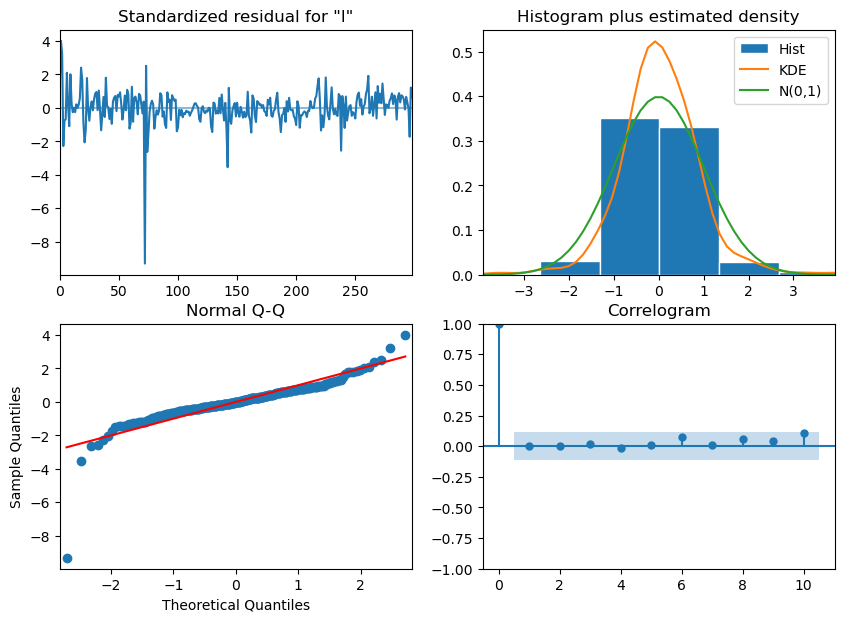 Standardized residual for "l"
4
2
0
−2
−4
−6
−8
0 50 100 150 200 250
Histogram plus estimated density
Hist
KDE
N(0,1)
0.5
0.4
0.3
0.2
0.1
0.0
−3 −2 −1 0 1 2 3
Normal Q-Q
Sample Quantiles
4
2
0
−2
−4
−6
−8
−2 −1 0 1 2
Theoretical Quantiles
Correlogram
1.00
0.75
0.50
0.25
0.00
−0.25
−0.50
−0.75
−1.00
0 2 4 6 8 10